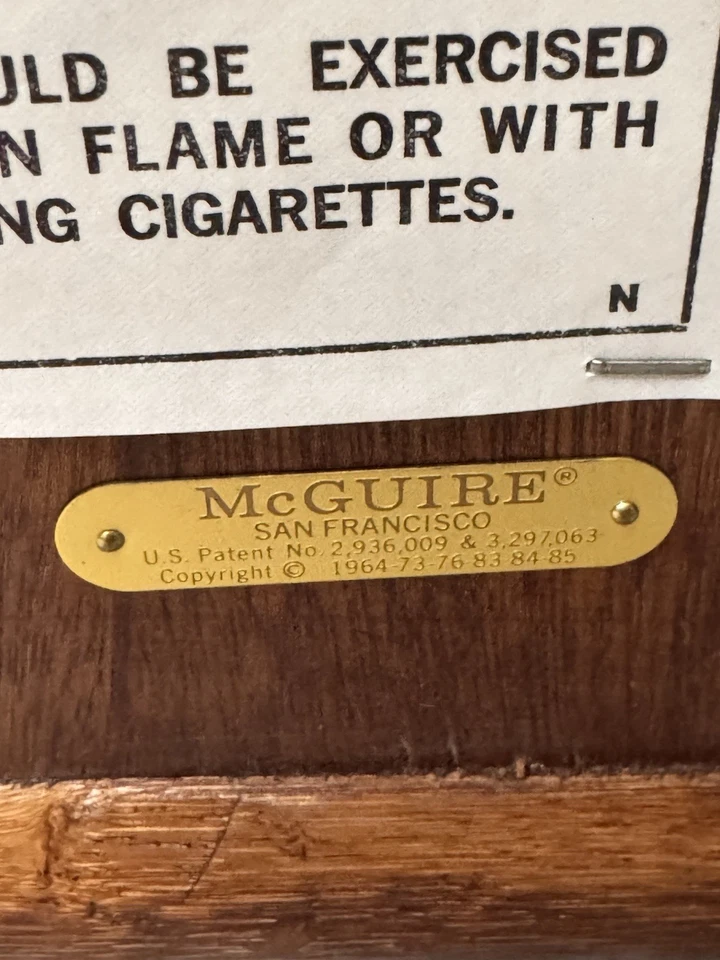 ULD BE EXERCISED
N FLAME OR WITH
NG CIGARETTES.
N
McGUIRE®
SAN FRANCISCO
U.S. Patent No. 2,936,009 & 3,297,063
Copyright © 1964-73-76 83 84-85